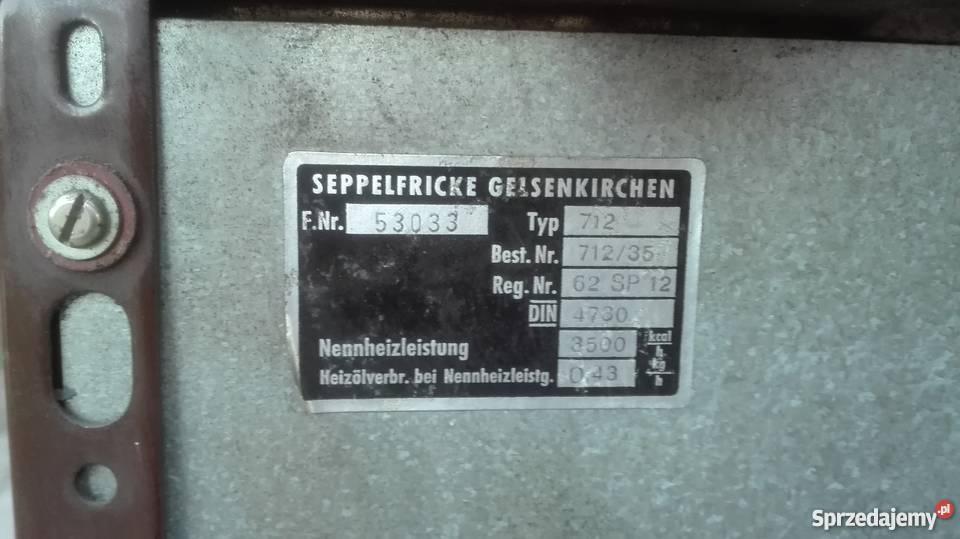 SEPPELFRICKE GELSENKIRCHEN
F.Nr. 53033 Typ 712
Best. Nr. 712/35
Reg. Nr. 62 SP 12
DIN 4730
Nennheizleistung 3500 kcal/h
Heizölverbr. bei Nennheizleistg. 0,43 kg/h
Sprzedajemy.pl